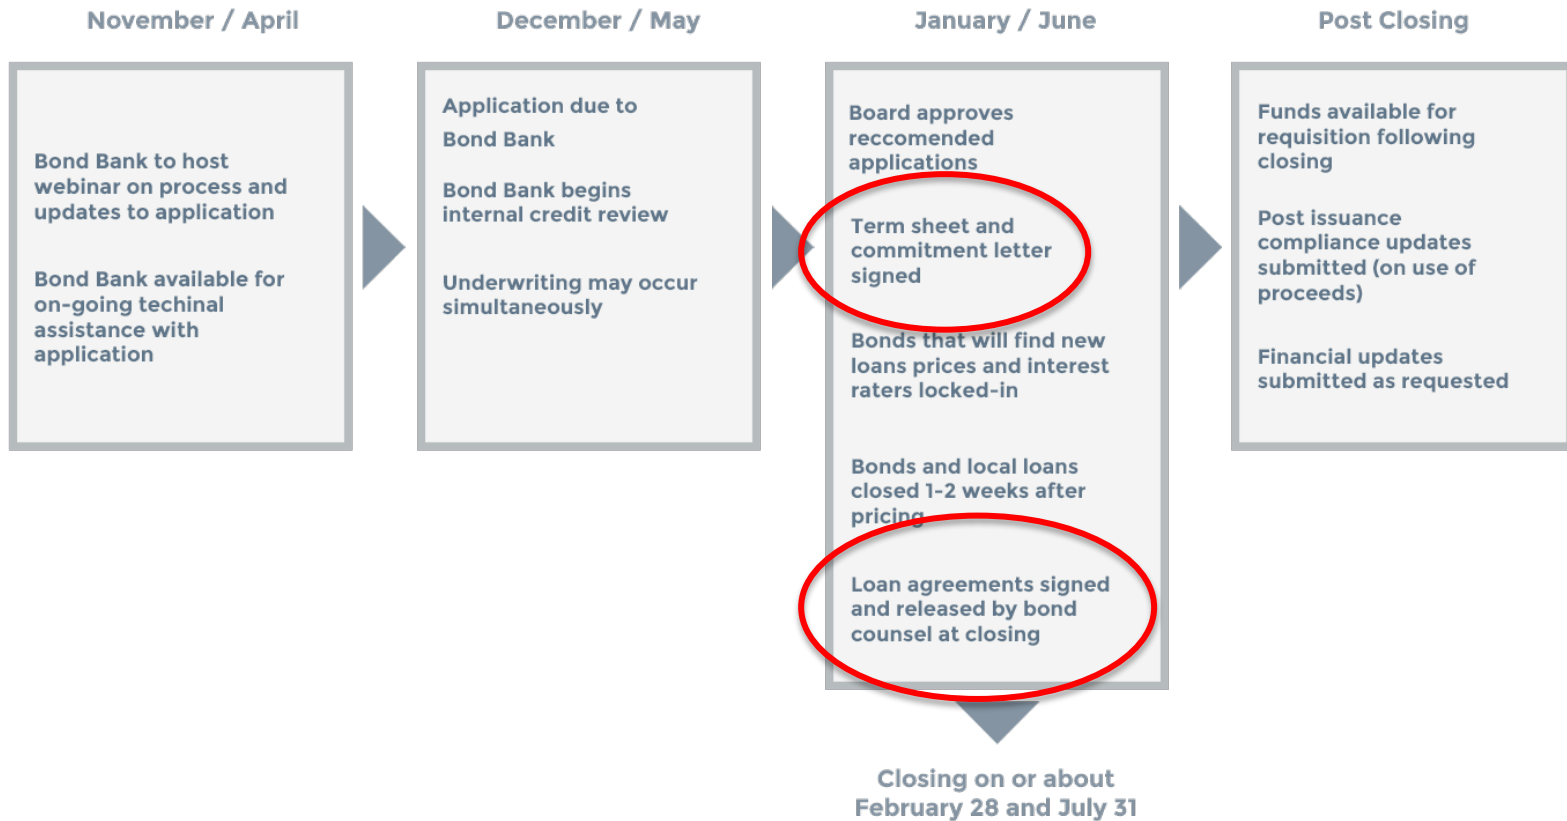 November / April
Bond Bank to host
webinar on process and
updates to application
Bond Bank available for
on-going techinal
assistance with
application
December / May
Application due to
Bond Bank
Bond Bank begins
internal credit review
Underwriting may occur
simultaneously
January / June
Board approves
reccomended
applications
Term sheet and
commitment letter
signed
Bonds that will find new
loans prices and interest
raters locked-in
Bonds and local loans
closed 1-2 weeks after
pricing
Loan agreements signed
and released by bond
counsel at closing
Closing on or about
February 28 and July 31
Post Closing
Funds available for
requisition following
closing
Post issuance
compliance updates
submitted (on use of
proceeds)
Financial updates
submitted as requested